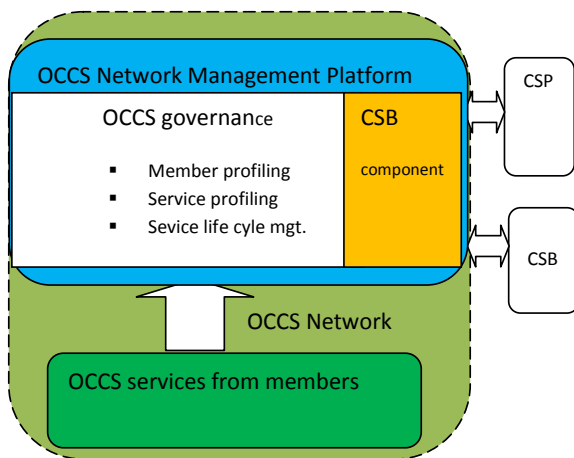 OCCS Network Management Platform
OCCS governance
▪ Member profiling
▪ Service profiling
▪ Sevice life cyle mgt.
CSB
component
CSP
CSB
OCCS Network
OCCS services from members